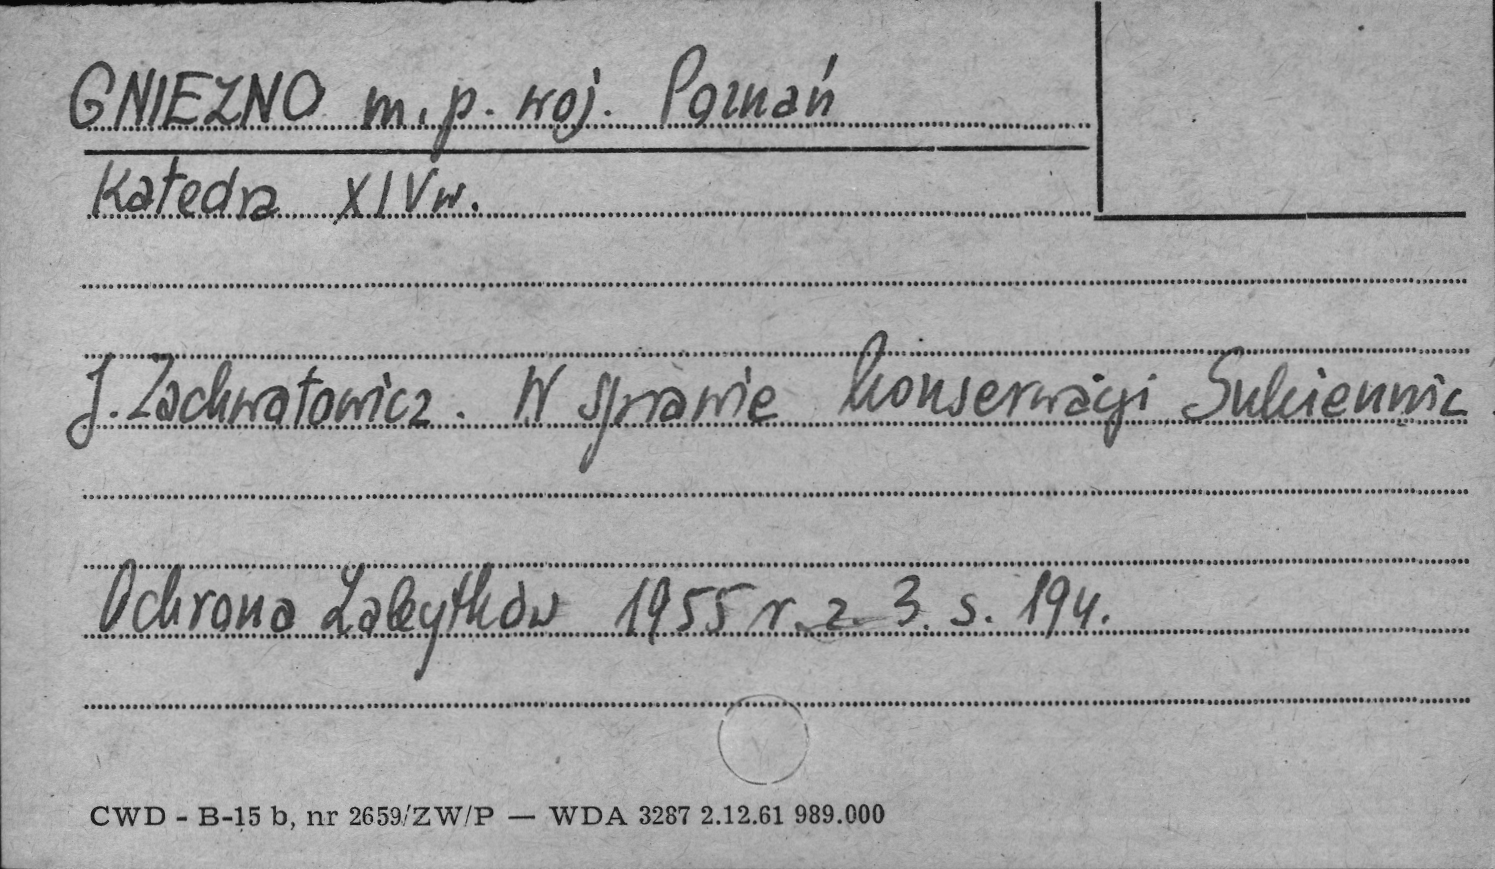 GNIEZNO m. p. woj. Poznań
Katedra XIV w.
J. Zachwatowicz. W sprawie konserwacji Sukiennic
Ochrona Zabytków 1955 r. z. 3. s. 194.
CWD - B-15 b, nr 2659/ZW/P — WDA 3287 2.12.61 989.000